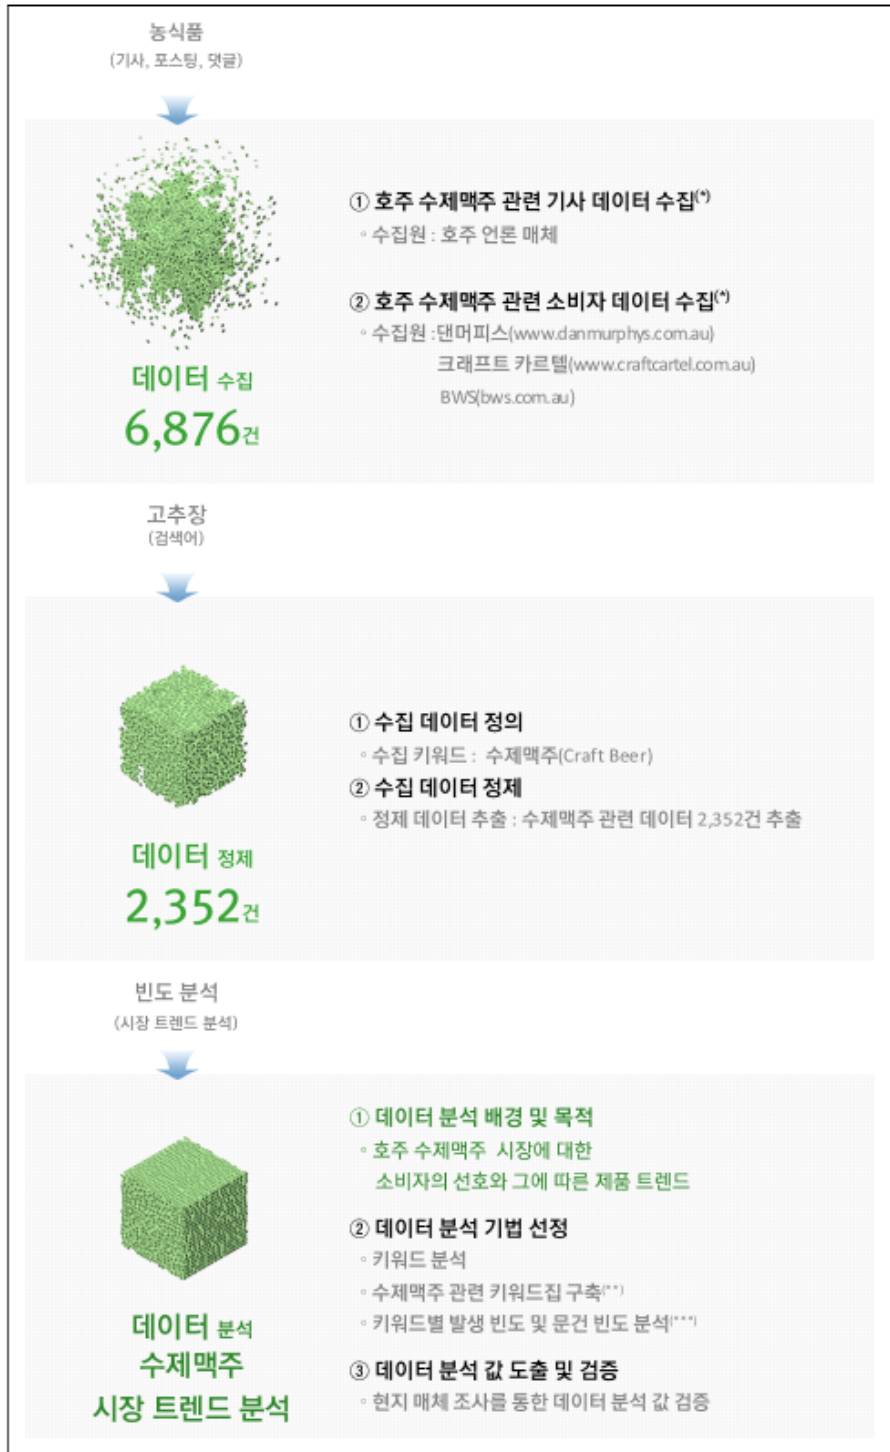 농식품
(기사, 포스팅, 댓글)
데이터 수집
6,876건
① 호주 수제맥주 관련 기사 데이터 수집(*)
◦ 수집원 : 호주 언론 매체
② 호주 수제맥주 관련 소비자 데이터 수집(*)
◦ 수집원 :댄머피스(www.danmurphys.com.au)
크래프트 카르텔(www.craftcartel.com.au)
BWS(bws.com.au)
고추장
(검색어)
데이터 정제
2,352건
① 수집 데이터 정의
◦ 수집 키워드 : 수제맥주(Craft Beer)
② 수집 데이터 정제
◦ 정제 데이터 추출 : 수제맥주 관련 데이터 2,352건 추출
빈도 분석
(시장 트렌드 분석)
데이터 분석
수제맥주
시장 트렌드 분석
① 데이터 분석 배경 및 목적
◦ 호주 수제맥주 시장에 대한
소비자의 선호와 그에 따른 제품 트렌드
② 데이터 분석 기법 선정
◦ 키워드 분석
◦ 수제맥주 관련 키워드집 구축(**)
◦ 키워드별 발생 빈도 및 문건 빈도 분석(***)
③ 데이터 분석 값 도출 및 검증
◦ 현지 매체 조사를 통한 데이터 분석 값 검증